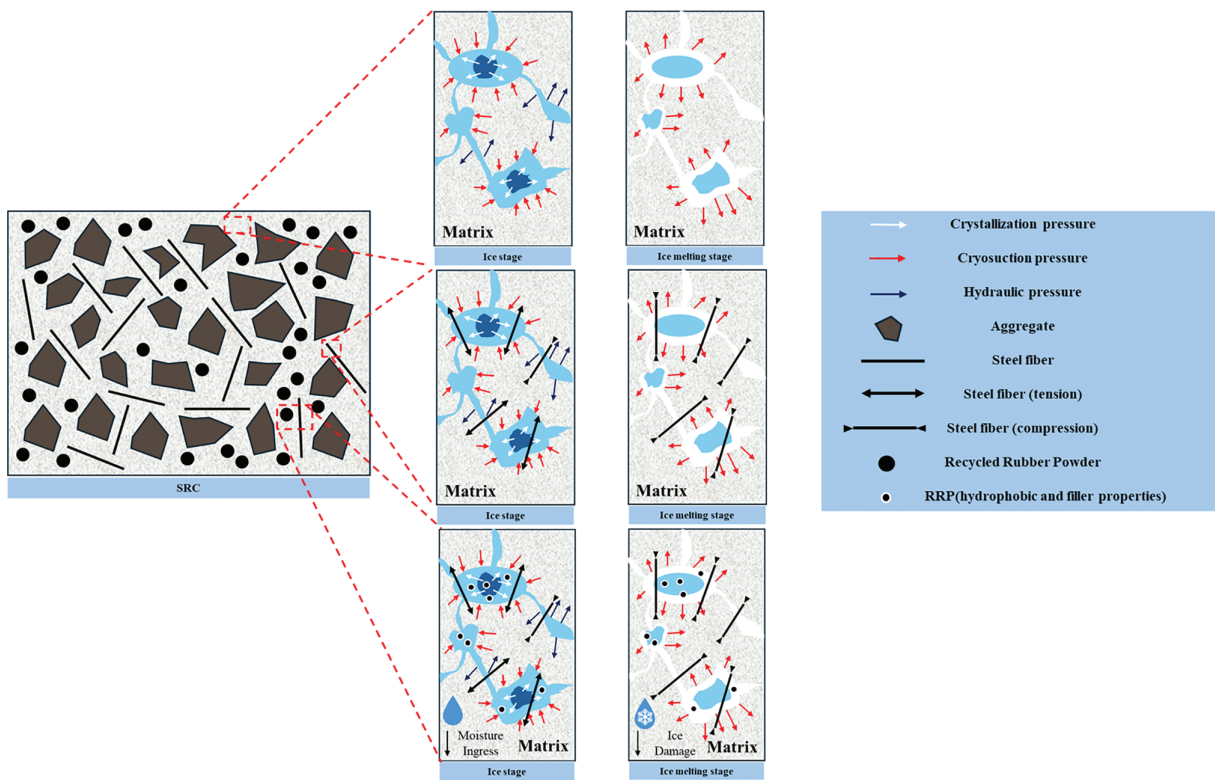 SRC
Matrix
Ice stage
Ice melting stage
Matrix
Ice stage
Ice melting stage
Moisture
Ingress
Matrix
Ice stage
Ice
Damage
Matrix
Ice melting stage
Crystallization pressure
Cryosuction pressure
Hydraulic pressure
Aggregate
Steel fiber
Steel fiber (tension)
Steel fiber (compression)
Recycled Rubber Powder
RRP(hydrophobic and filler properties)